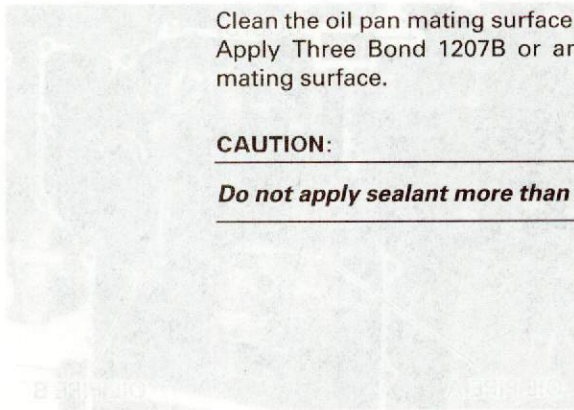 Clean the oil pan mating surface
Apply Three Bond 1207B or an
mating surface.
CAUTION:
Do not apply sealant more than